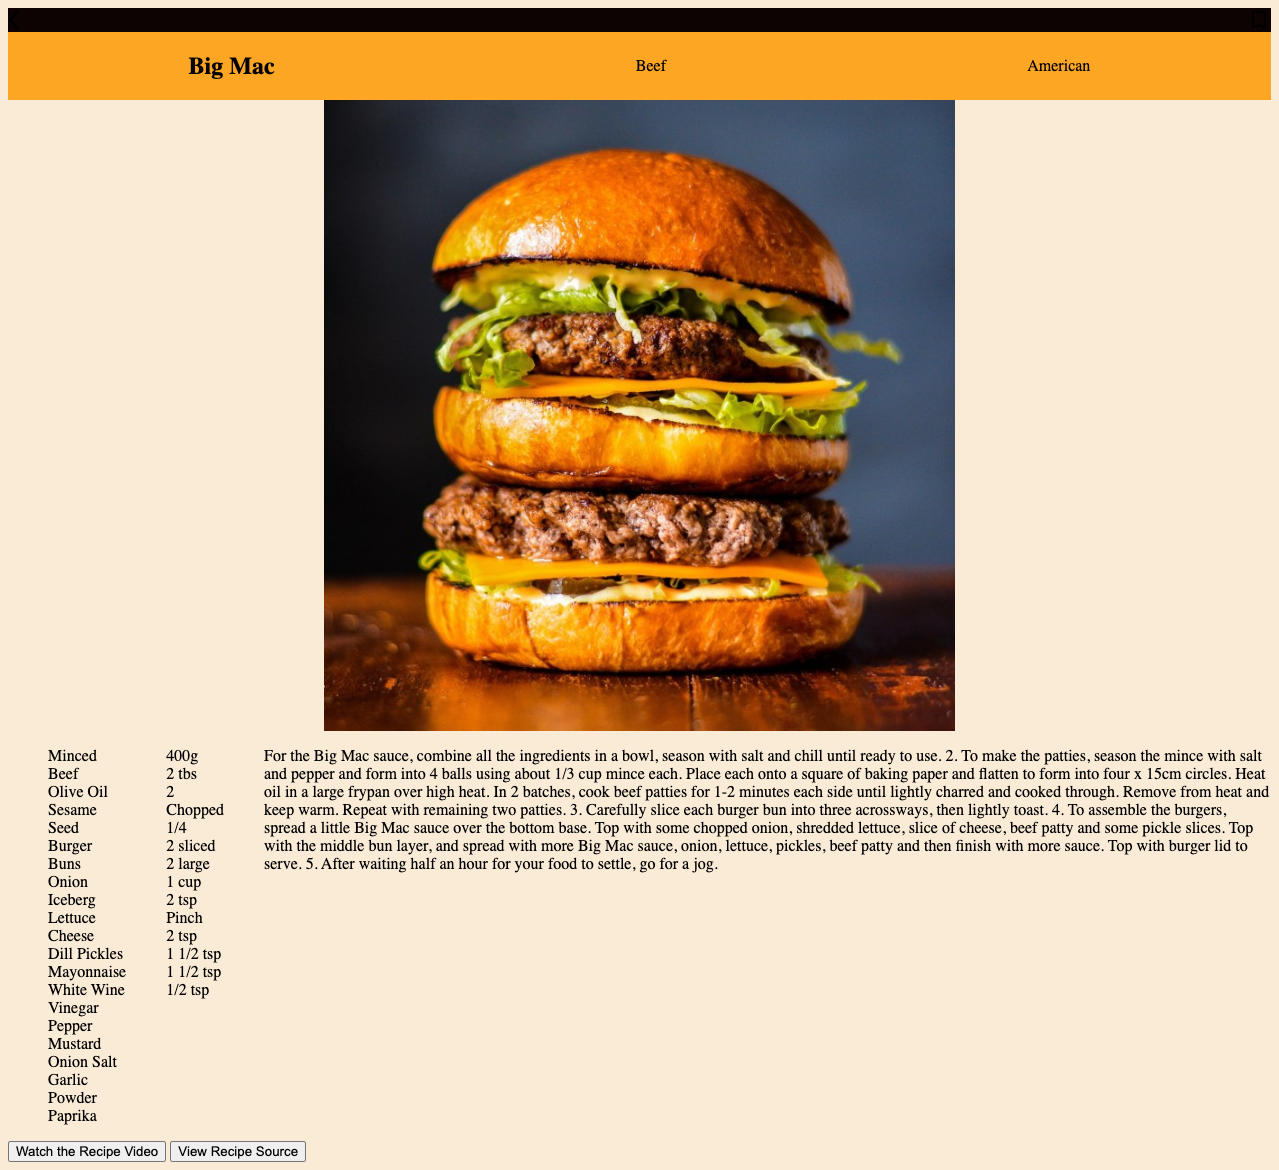 Big Mac
Beef
American
Minced
Beef
Olive Oil
Sesame
Seed
Burger
Buns
Onion
Iceberg
Lettuce
Cheese
Dill Pickles
Mayonnaise
White Wine
Vinegar
Pepper
Mustard
Onion Salt
Garlic
Powder
Paprika
400g
2 tbs
2
Chopped
1/4
2 sliced
2 large
1 cup
2 tsp
Pinch
2 tsp
1 1/2 tsp
1 1/2 tsp
1/2 tsp
For the Big Mac sauce, combine all the ingredients in a bowl, season with salt and chill until ready to use. 2. To make the patties, season the mince with salt
and pepper and form into 4 balls using about 1/3 cup mince each. Place each onto a square of baking paper and flatten to form into four x 15cm circles. Heat
oil in a large frypan over high heat. In 2 batches, cook beef patties for 1-2 minutes each side until lightly charred and cooked through. Remove from heat and
keep warm. Repeat with remaining two patties. 3. Carefully slice each burger bun into three acrossways, then lightly toast. 4. To assemble the burgers,
spread a little Big Mac sauce over the bottom base. Top with some chopped onion, shredded lettuce, slice of cheese, beef patty and some pickle slices. Top
with the middle bun layer, and spread with more Big Mac sauce, onion, lettuce, pickles, beef patty and then finish with more sauce. Top with burger lid to
serve. 5. After waiting half an hour for your food to settle, go for a jog.
Watch the Recipe Video
View Recipe Source